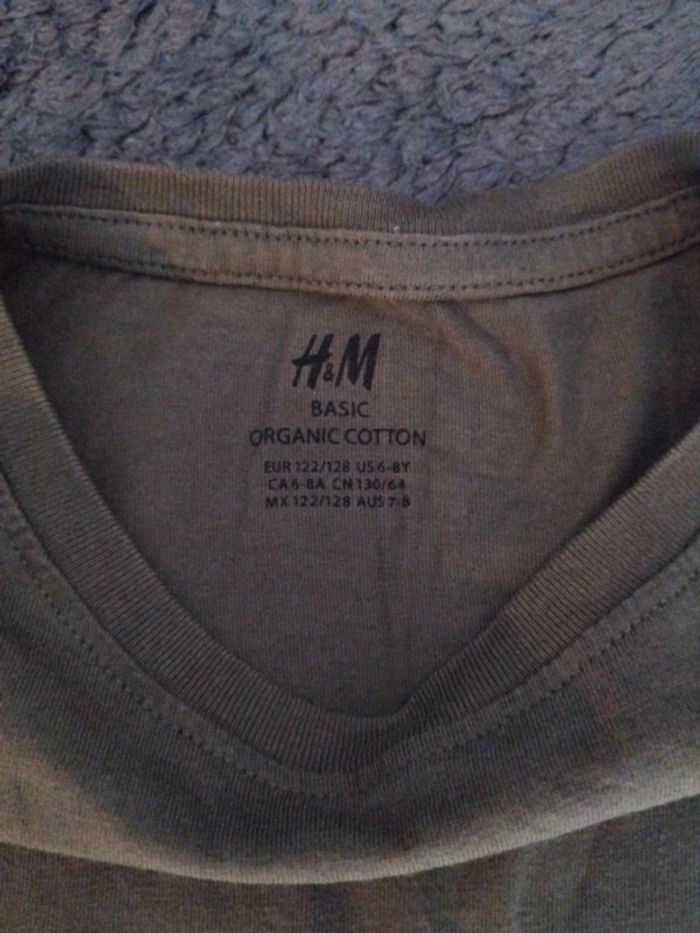 H&M
BASIC
ORGANIC COTTON
EUR 122/128 US 6-8Y
CA 6-8A CN 130/64
MX 122/128 AUS 7-8